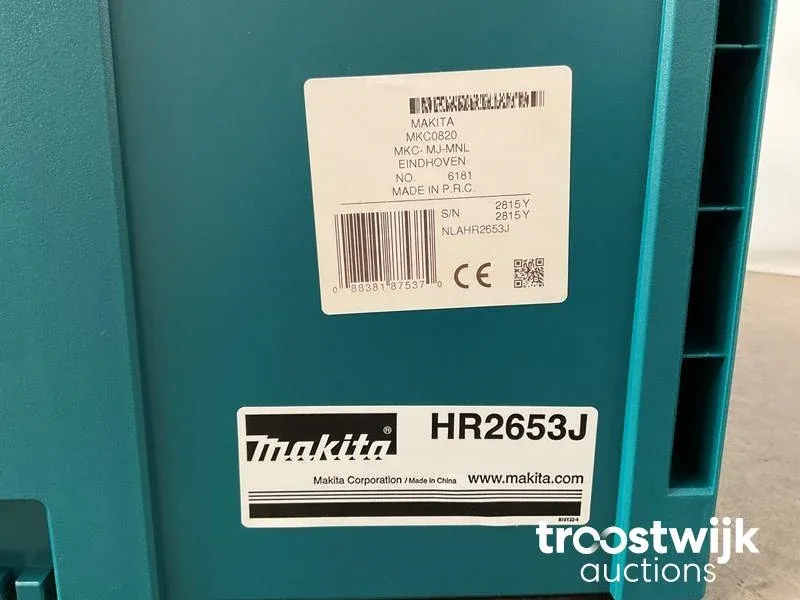 MAKITA
MKC0820
MKC- MJ-MNL
EINDHOVEN
NO. 6181
MADE IN P.R.C.
S/N 2815Y
2815Y
NLAHR2653J
0 88381 87537 0
CE
makita® HR2653J
Makita Corporation / Made in China www.makita.com
troostwijk
auctions